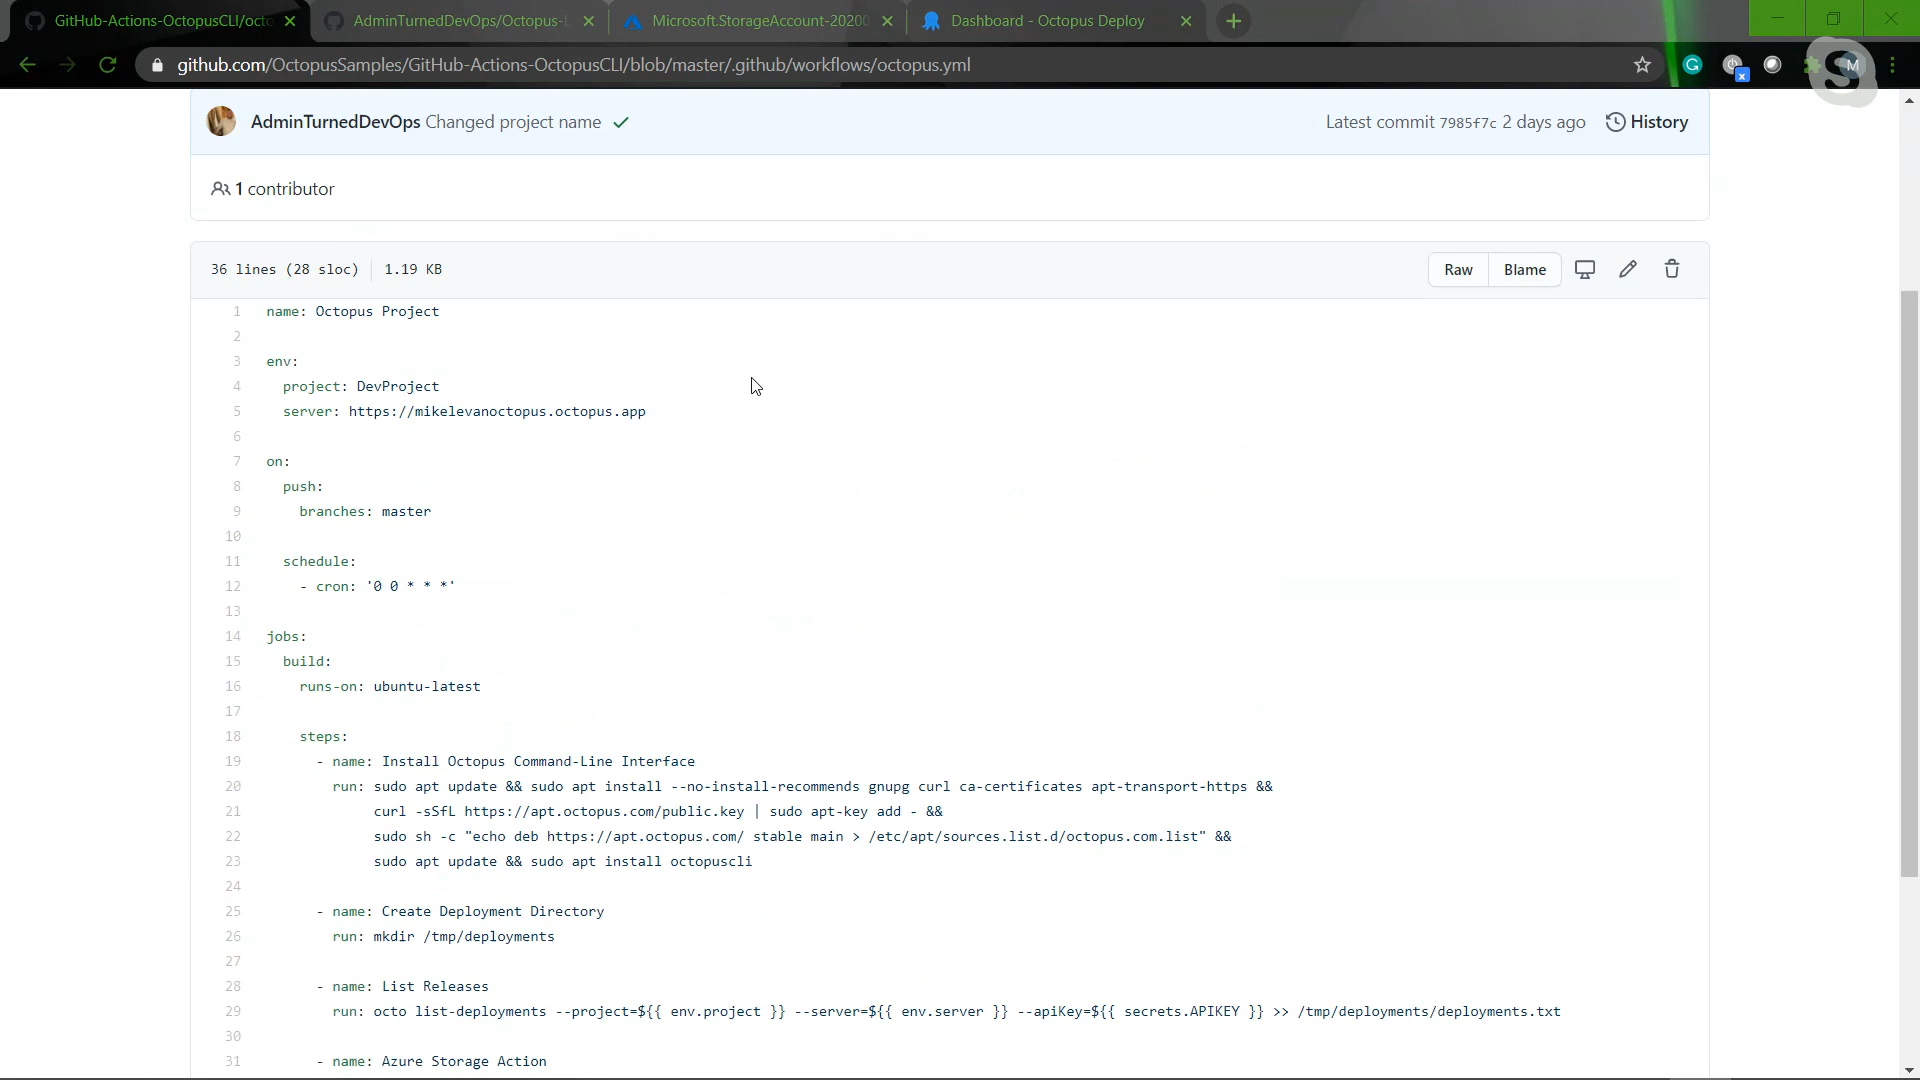 GitHub-Actions-OctopusCLI/octo
AdminTurnedDevOps/Octopus-L
Microsoft.StorageAccount-20200
Dashboard - Octopus Deploy
github.com/OctopusSamples/GitHub-Actions-OctopusCLI/blob/master/.github/workflows/octopus.yml
M
AdminTurnedDevOps Changed project name
Latest commit 7985f7c 2 days ago
History
1 contributor
36 lines (28 sloc) 1.19 KB
Raw Blame
1 name: Octopus Project
2
3 env:
4 project: DevProject
5 server: https://mikelevanoctopus.octopus.app
6
7 on:
8 push:
9 branches: master
10
11 schedule:
12 - cron: '0 0 * * *'
13
14 jobs:
15 build:
16 runs-on: ubuntu-latest
17
18 steps:
19 - name: Install Octopus Command-Line Interface
20 run: sudo apt update && sudo apt install --no-install-recommends gnupg curl ca-certificates apt-transport-https &&
21 curl -sSfL https://apt.octopus.com/public.key | sudo apt-key add - &&
22 sudo sh -c "echo deb https://apt.octopus.com/ stable main > /etc/apt/sources.list.d/octopus.com.list" &&
23 sudo apt update && sudo apt install octopuscli
24
25 - name: Create Deployment Directory
26 run: mkdir /tmp/deployments
27
28 - name: List Releases
29 run: octo list-deployments --project=${{ env.project }} --server=${{ env.server }} --apiKey=${{ secrets.APIKEY }} >> /tmp/deployments/deployments.txt
30
31 - name: Azure Storage Action